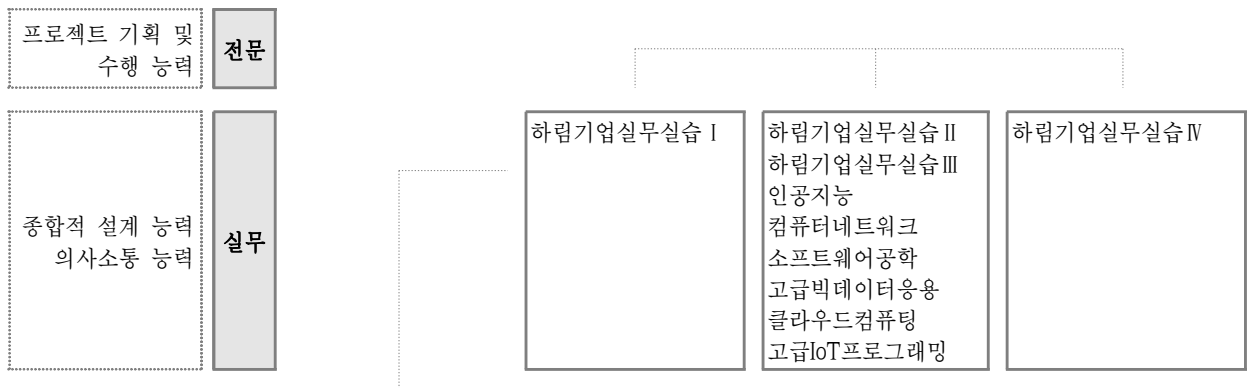 프로젝트 기획 및
수행 능력
전문
종합적 설계 능력
의사소통 능력
실무
하림기업실무실습Ⅰ
하림기업실무실습Ⅱ
하림기업실무실습Ⅲ
인공지능
컴퓨터네트워크
소프트웨어공학
고급빅데이터응용
클라우드컴퓨팅
고급IoT프로그래밍
하림기업실무실습Ⅳ